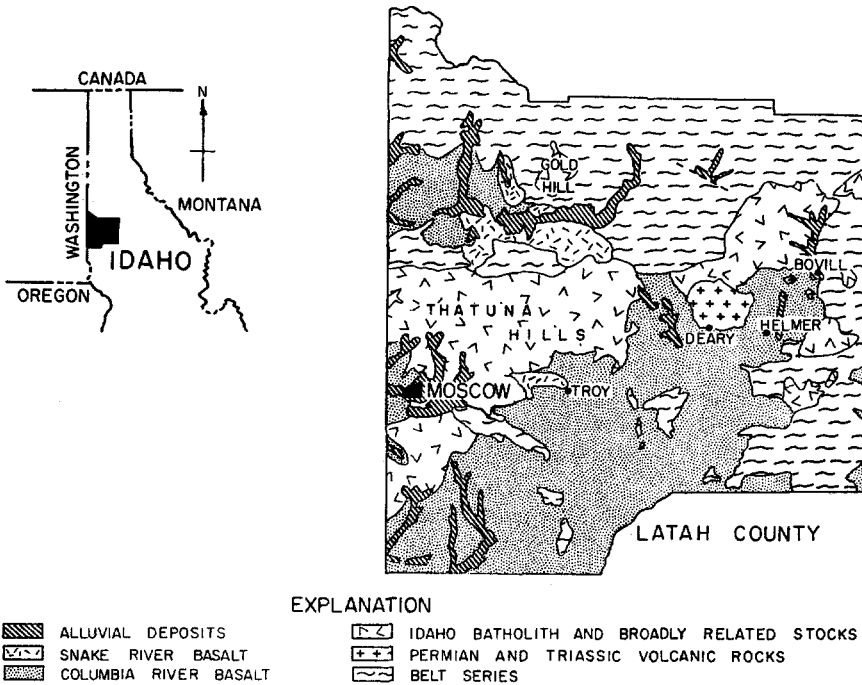 CANADA
N
WASHINGTON
MONTANA
IDAHO
OREGON
GOLD
HILL
BOVILL
THATUNA
HILLS
DEARY
HELMER
MOSCOW
TROY
LATAH COUNTY
EXPLANATION
ALLUVIAL DEPOSITS
SNAKE RIVER BASALT
COLUMBIA RIVER BASALT
IDAHO BATHOLITH AND BROADLY RELATED STOCKS
PERMIAN AND TRIASSIC VOLCANIC ROCKS
BELT SERIES